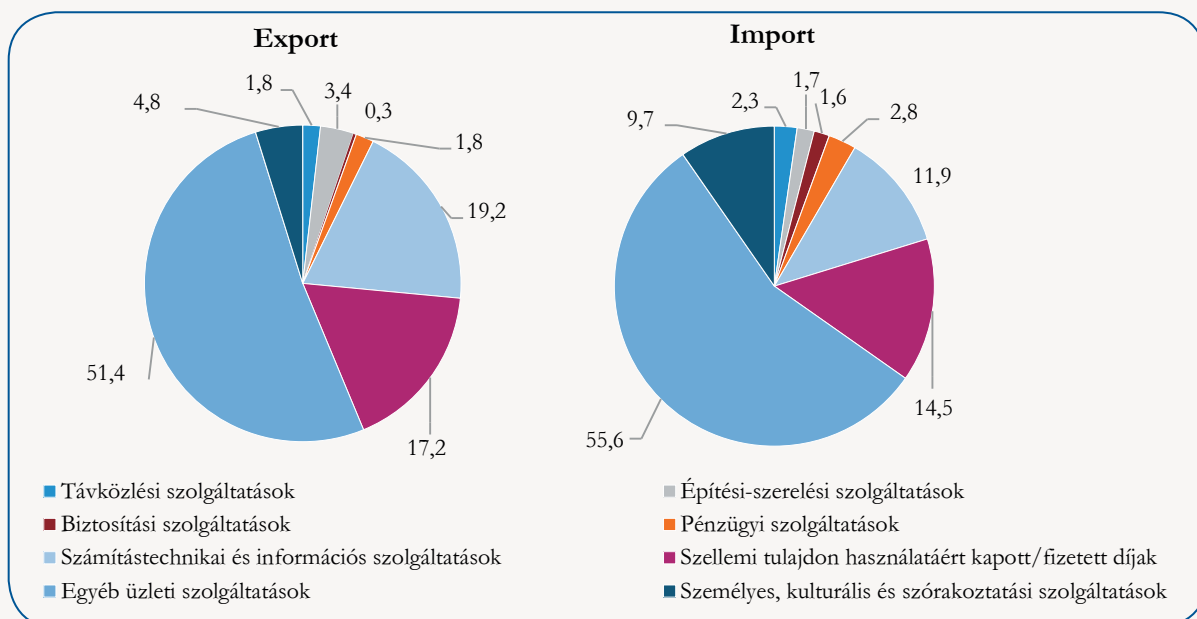 Export
1,8
3,4
0,3
1,8
19,2
17,2
51,4
4,8
Import
2,3
1,7
1,6
2,8
11,9
14,5
55,6
9,7
Távközlési szolgáltatások
Építési-szerelési szolgáltatások
Biztosítási szolgáltatások
Pénzügyi szolgáltatások
Számítástechnikai és információs szolgáltatások
Szellemi tulajdon használatáért kapott/fizetett díjak
Egyéb üzleti szolgáltatások
Személyes, kulturális és szórakoztatási szolgáltatások